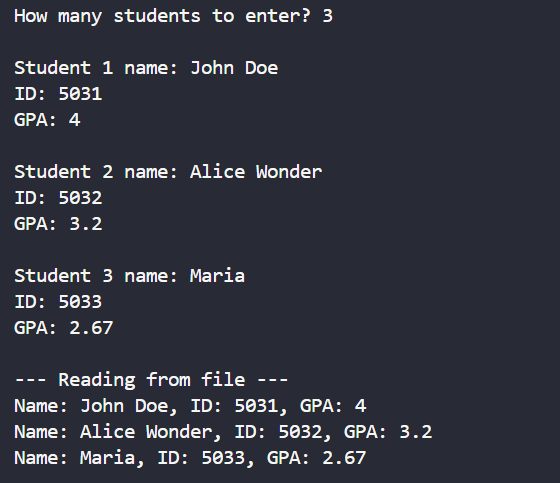 How many students to enter? 3
Student 1 name: John Doe
ID: 5031
GPA: 4
Student 2 name: Alice Wonder
ID: 5032
GPA: 3.2
Student 3 name: Maria
ID: 5033
GPA: 2.67
--- Reading from file ---
Name: John Doe, ID: 5031, GPA: 4
Name: Alice Wonder, ID: 5032, GPA: 3.2
Name: Maria, ID: 5033, GPA: 2.67